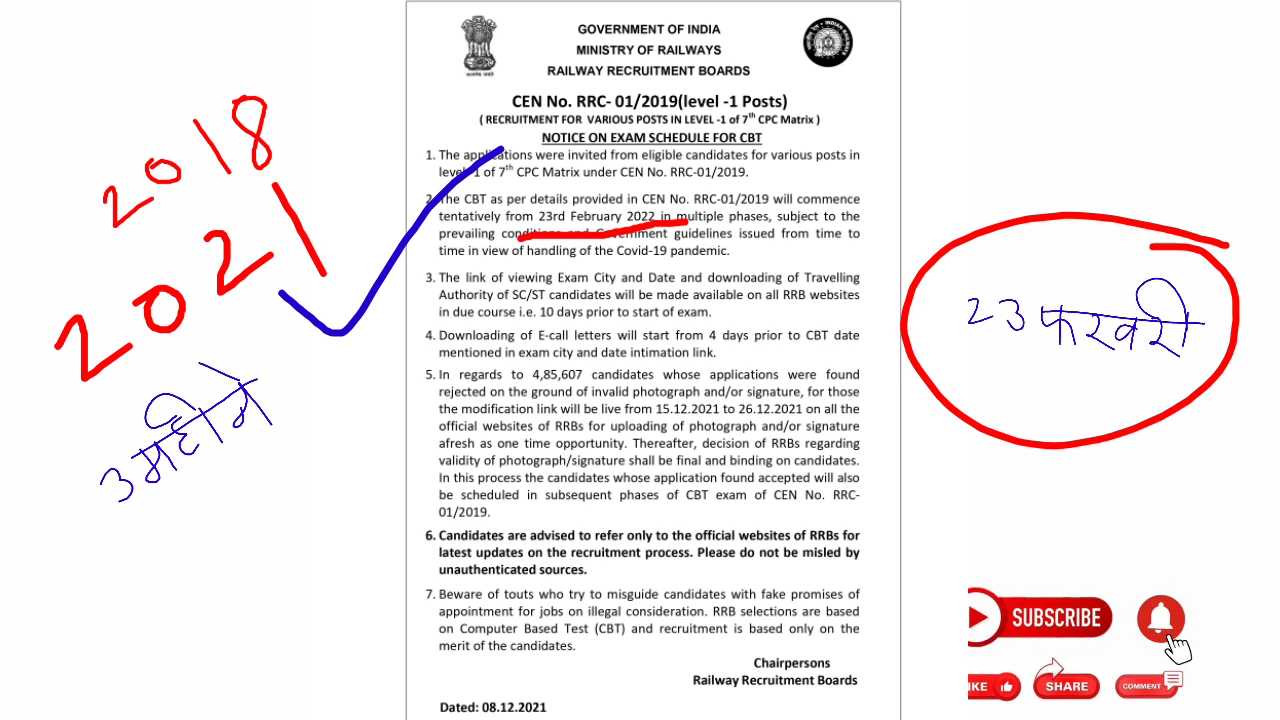 GOVERNMENT OF INDIA
MINISTRY OF RAILWAYS
RAILWAY RECRUITMENT BOARDS
CEN No. RRC- 01/2019(level -1 Posts)
( RECRUITMENT FOR VARIOUS POSTS IN LEVEL -1 of 7th CPC Matrix )
NOTICE ON EXAM SCHEDULE FOR CBT
1. The applications were invited from eligible candidates for various posts in
level-1 of 7th CPC Matrix under CEN No. RRC-01/2019.
2. The CBT as per details provided in CEN No. RRC-01/2019 will commence
tentatively from 23rd February 2022 in multiple phases, subject to the
prevailing conditions and Government guidelines issued from time to
time in view of handling of the Covid-19 pandemic.
3. The link of viewing Exam City and Date and downloading of Travelling
Authority of SC/ST candidates will be made available on all RRB websites
in due course i.e. 10 days prior to start of exam.
4. Downloading of E-call letters will start from 4 days prior to CBT date
mentioned in exam city and date intimation link.
5. In regards to 4,85,607 candidates whose applications were found
rejected on the ground of invalid photograph and/or signature, for those
the modification link will be live from 15.12.2021 to 26.12.2021 on all the
official websites of RRBs for uploading of photograph and/or signature
afresh as one time opportunity. Thereafter, decision of RRBs regarding
validity of photograph/signature shall be final and binding on candidates.
In this process the candidates whose application found accepted will also
be scheduled in subsequent phases of CBT exam of CEN No. RRC-
01/2019.
6. Candidates are advised to refer only to the official websites of RRBs for
latest updates on the recruitment process. Please do not be misled by
unauthenticated sources.
7. Beware of touts who try to misguide candidates with fake promises of
appointment for jobs on illegal consideration. RRB selections are based
on Computer Based Test (CBT) and recruitment is based only on the
merit of the candidates.
Chairpersons
Railway Recruitment Boards
Dated: 08.12.2021
2018
2021
3 महीने
23 फरवरी
SUBSCRIBE
IKE
SHARE
COMMENT